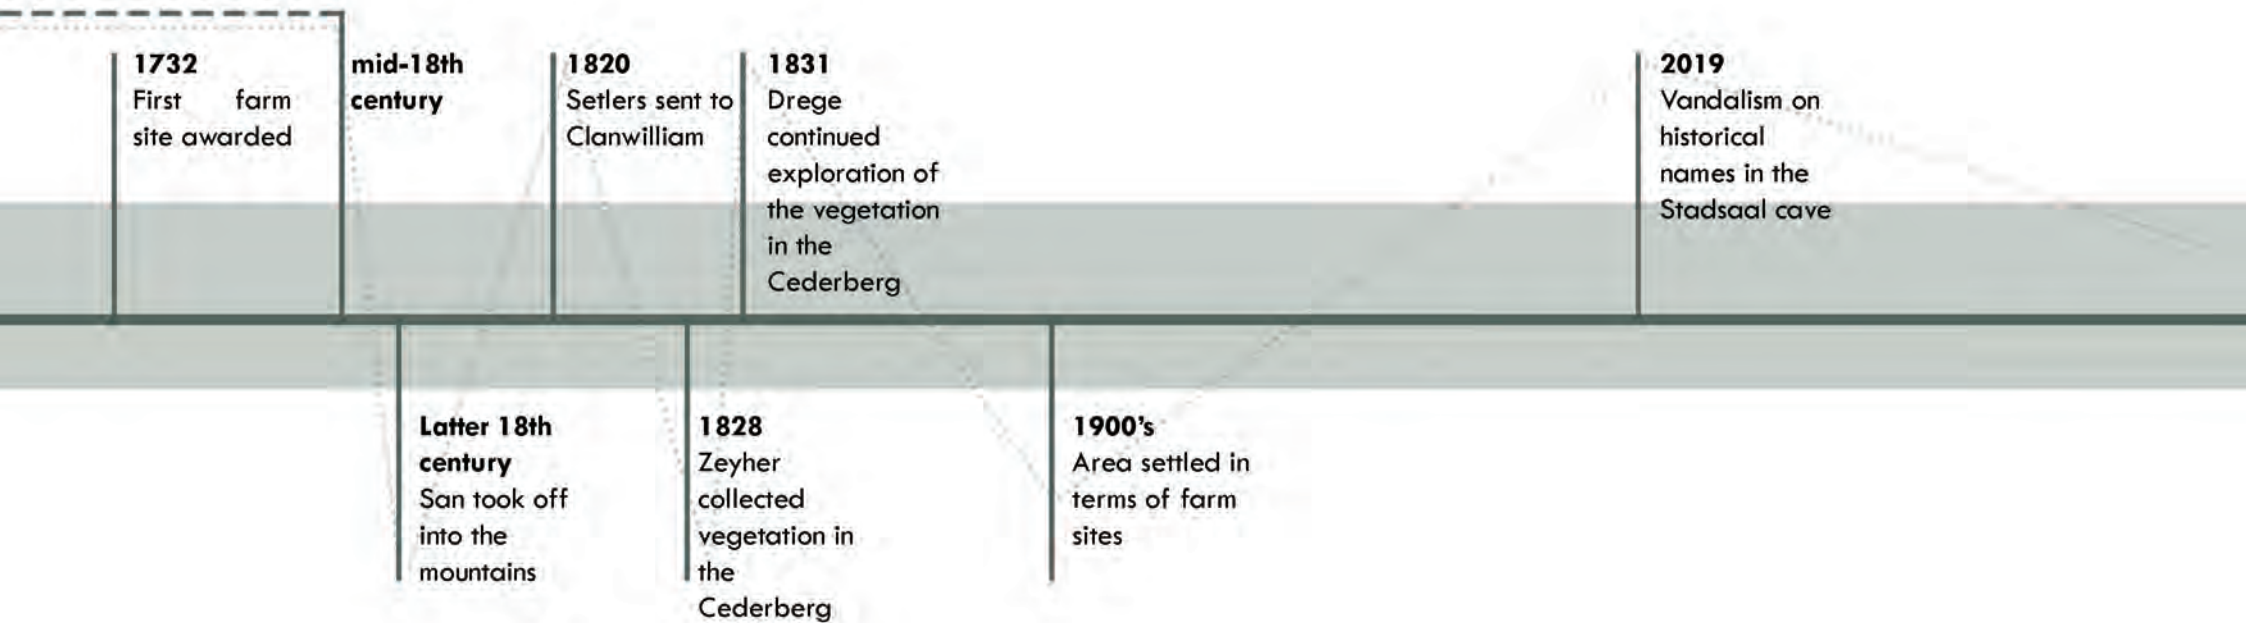 1732
First farm
site awarded
mid-18th
century
1820
Setlers sent to
Clanwilliam
1831
Drege
continued
exploration of
the vegetation
in the
Cederberg
2019
Vandalism on
historical
names in the
Stadsaal cave
Latter 18th
century
San took off
into the
mountains
1828
Zeyher
collected
vegetation in
the
Cederberg
1900's
Area settled in
terms of farm
sites